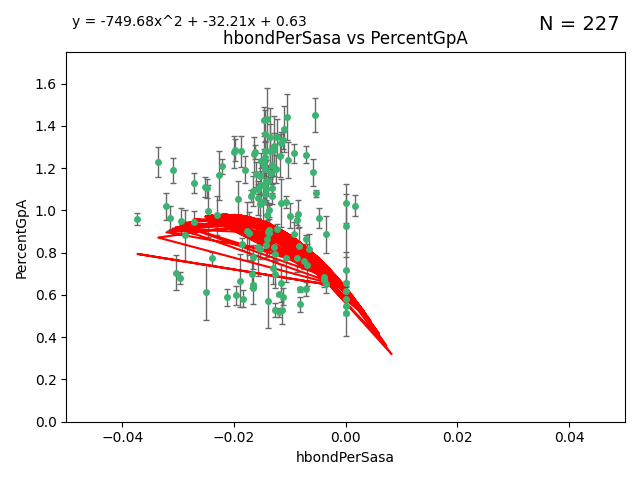 y = -749.68x^2 + -32.21x + 0.63
N = 227
hbondPerSasa vs PercentGpA
PercentGpA
1.6
1.4
1.2
1.0
0.8
0.6
0.4
0.2
0.0
−0.04 −0.02 0.00 0.02 0.04
hbondPerSasa